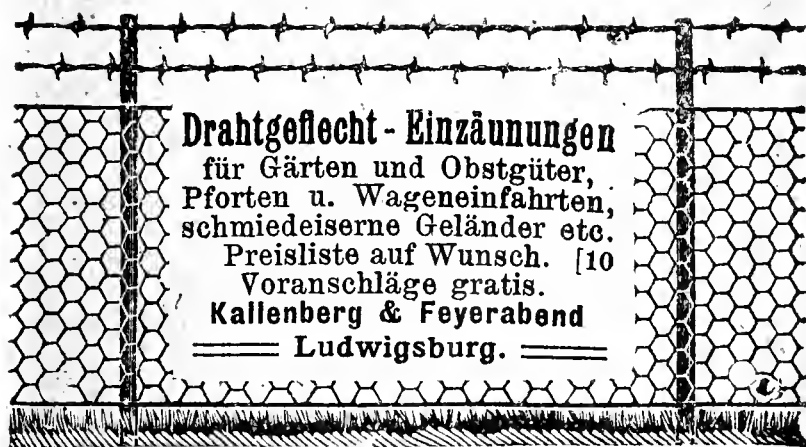 Drahtgeflecht - Einzäunungen
für Gärten und Obstgüter,
Pforten u. Wageneinfahrten,
schmiedeiserne Geländer etc.
Preisliste auf Wunsch. [10
Voranschläge gratis.
Kallenberg & Feyerabend
Ludwigsburg.